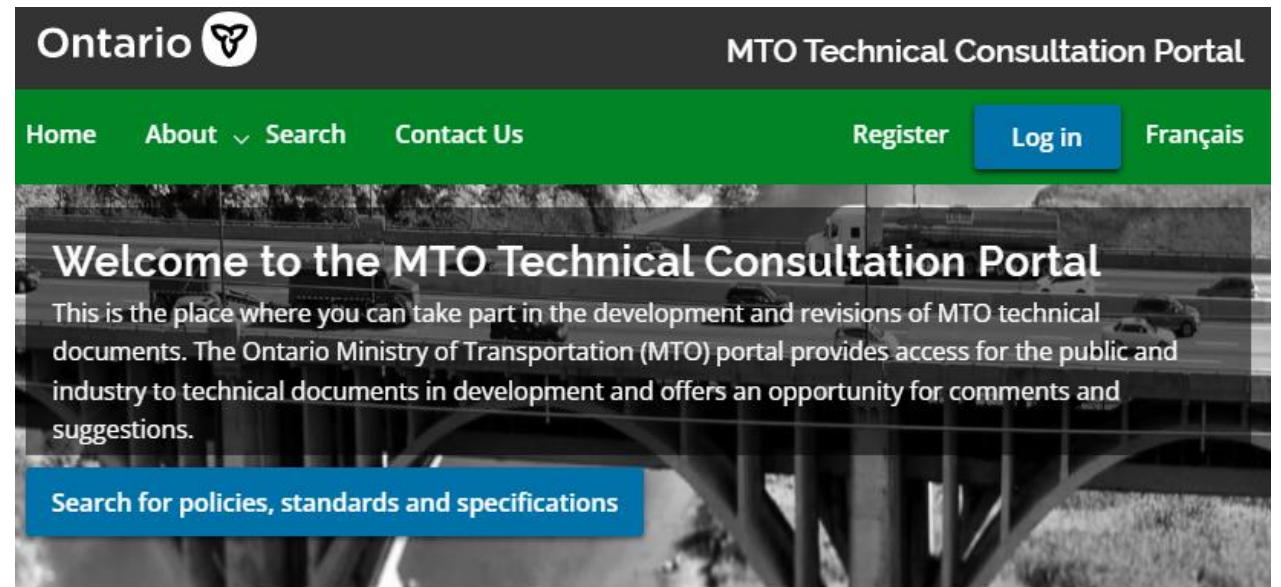 Ontario
MTO Technical Consultation Portal
Home About Search Contact Us Register Log in Français
Welcome to the MTO Technical Consultation Portal
This is the place where you can take part in the development and revisions of MTO technical
documents. The Ontario Ministry of Transportation (MTO) portal provides access for the public and
industry to technical documents in development and offers an opportunity for comments and
suggestions.
Search for policies, standards and specifications